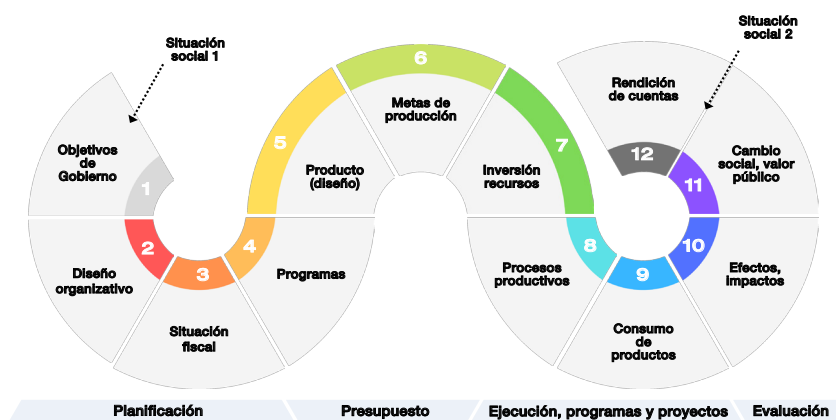 Situación
social 1
Objetivos
de
Gobierno
1
2
Diseño
organizativo
3
Situación
fiscal
4
Programas
5
Producto
(diseño)
6
Metas de
producción
7
Inversión
recursos
8
Procesos
productivos
9
Consumo
de
productos
10
Efectos,
impactos
11
Cambio
social, valor
público
12
Rendición
de cuentas
Situación
social 2
Planificación
Presupuesto
Ejecución, programas y proyectos
Evaluación